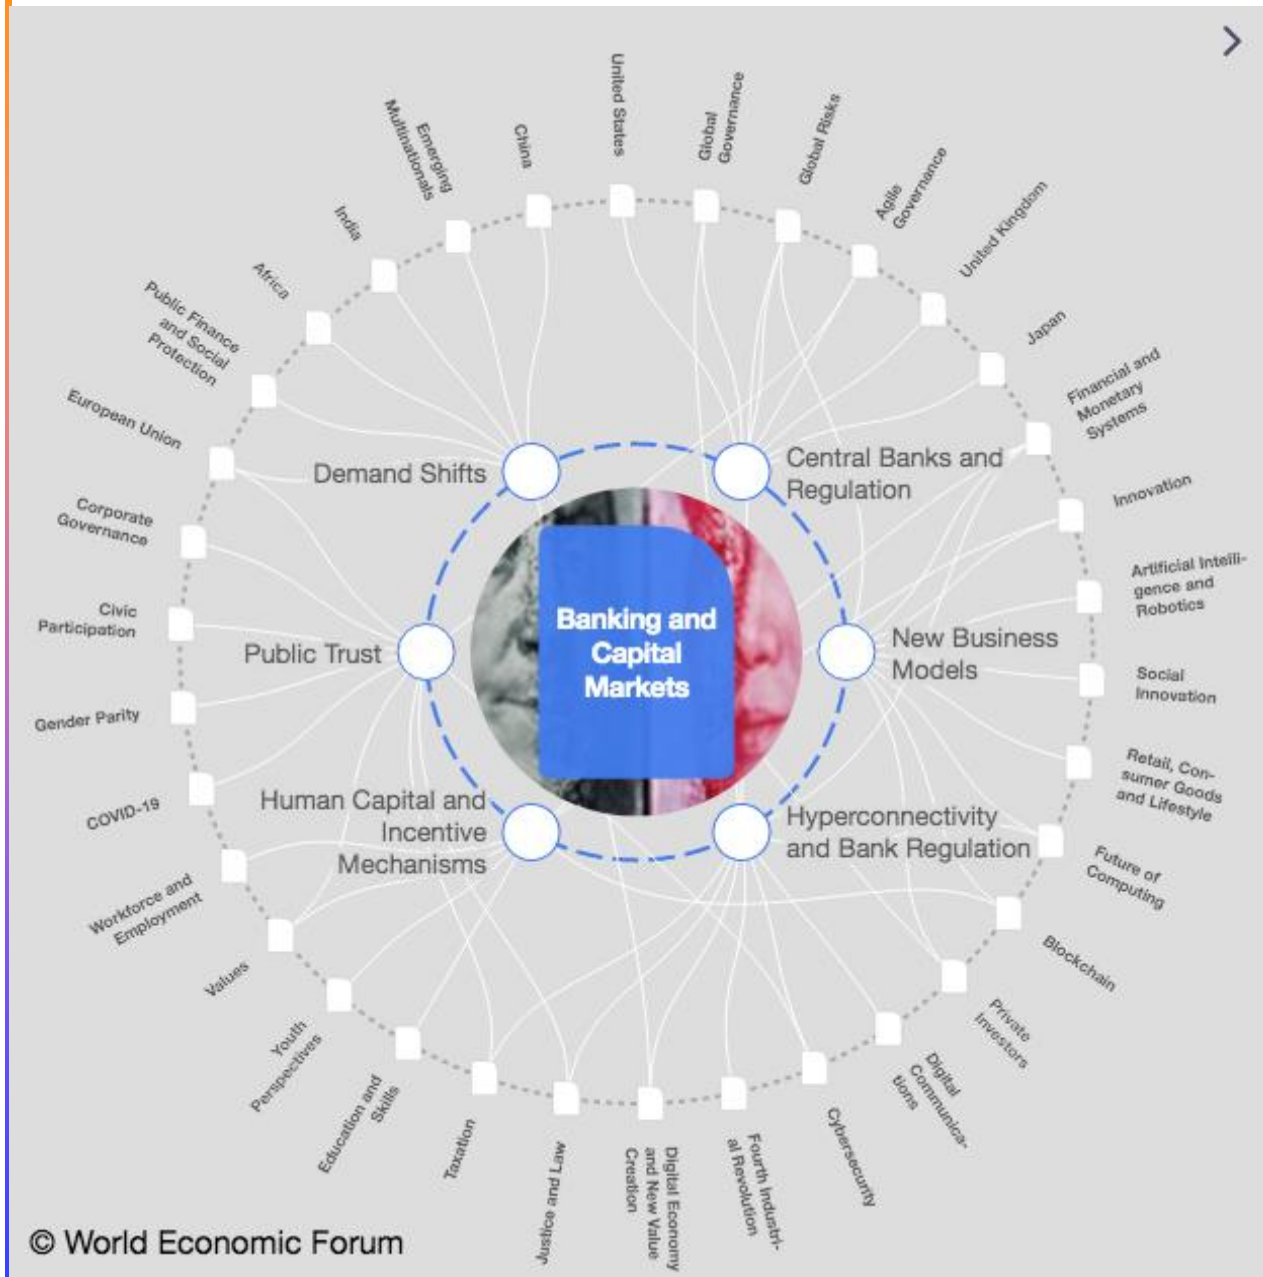 United States
Global
Governance
Global Risks
Agile
Governance
United Kingdom
Japan
Financial and
Monetary
Systems
Innovation
Artificial Intelli-
gence and
Robotics
Social
Innovation
Retail, Con-
sumer Goods
and Lifestyle
Future of
Computing
Blockchain
Private
Investors
Digital
Communica-
tions
Cybersecurity
Fourth Industri-
al Revolution
Digital Economy
and New Value
Creation
Justice and Law
Taxation
Education and
Skills
Youth
Perspectives
Values
Workforce and
Employment
COVID-19
Gender Parity
Civic
Participation
Corporate
Governance
European Union
Public Finance
and Social
Protection
Africa
India
Emerging
Multinationals
China
Demand Shifts
Central Banks and
Regulation
Public Trust
Banking and
Capital
Markets
New Business
Models
Human Capital and
Incentive
Mechanisms
Hyperconnectivity
and Bank Regulation
© World Economic Forum